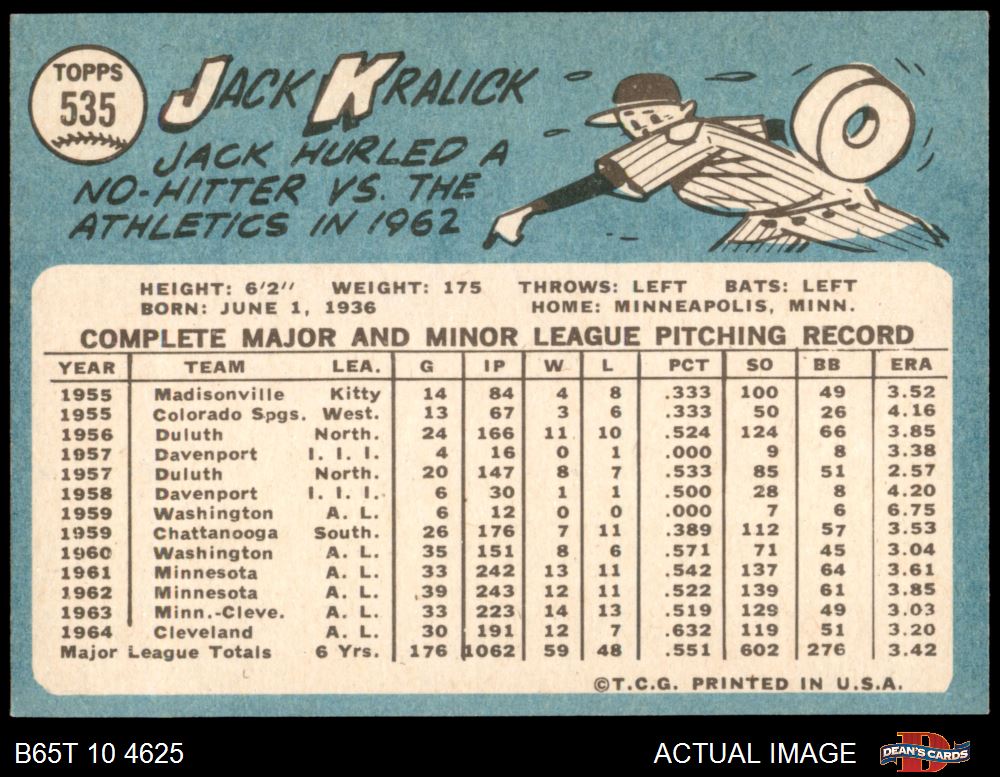 TOPPS
535
JACK KRALICK
JACK HURLED A
NO-HITTER VS. THE
ATHLETICS IN 1962
0
HEIGHT: 6'2" WEIGHT: 175 THROWS: LEFT BATS: LEFT
BORN: JUNE 1, 1936 HOME: MINNEAPOLIS, MINN.
COMPLETE MAJOR AND MINOR LEAGUE PITCHING RECORD
YEAR TEAM LEA. G IP W L PCT SO BB ERA
1955 Madisonville Kitty 14 84 4 8 .333 100 49 3.52
1955 Colorado Spgs. West. 13 67 3 6 .333 50 26 4.16
1956 Duluth North. 24 166 11 10 .524 124 66 3.85
1957 Davenport I. I. I. 4 16 0 1 .000 9 8 3.38
1957 Duluth North. 20 147 8 7 .533 85 51 2.57
1958 Davenport I. I. I. 6 30 1 1 .500 28 8 4.20
1959 Washington A. L. 6 12 0 0 .000 7 6 6.75
1959 Chattanooga South. 26 176 7 11 .389 112 57 3.53
1960 Washington A. L. 35 151 8 6 .571 71 45 3.04
1961 Minnesota A. L. 33 242 13 11 .542 137 64 3.61
1962 Minnesota A. L. 39 243 12 11 .522 139 61 3.85
1963 Minn.-Cleve. A. L. 33 223 14 13 .519 129 49 3.03
1964 Cleveland A. L. 30 191 12 7 .632 119 51 3.20
Major League Totals 6 Yrs. 176 1062 59 48 .551 602 276 3.42
©T.C.G. PRINTED IN U.S.A.
B65T 10 4625 ACTUAL IMAGE DEAN'S CARDS